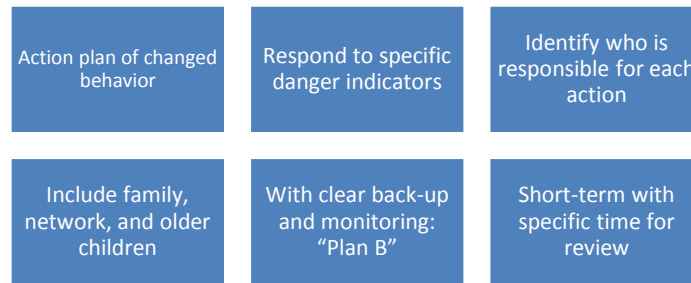 Action plan of changed
behavior
Respond to specific
danger indicators
Identify who is
responsible for each
action
Include family,
network, and older
children
With clear back-up
and monitoring:
“Plan B”
Short-term with
specific time for
review